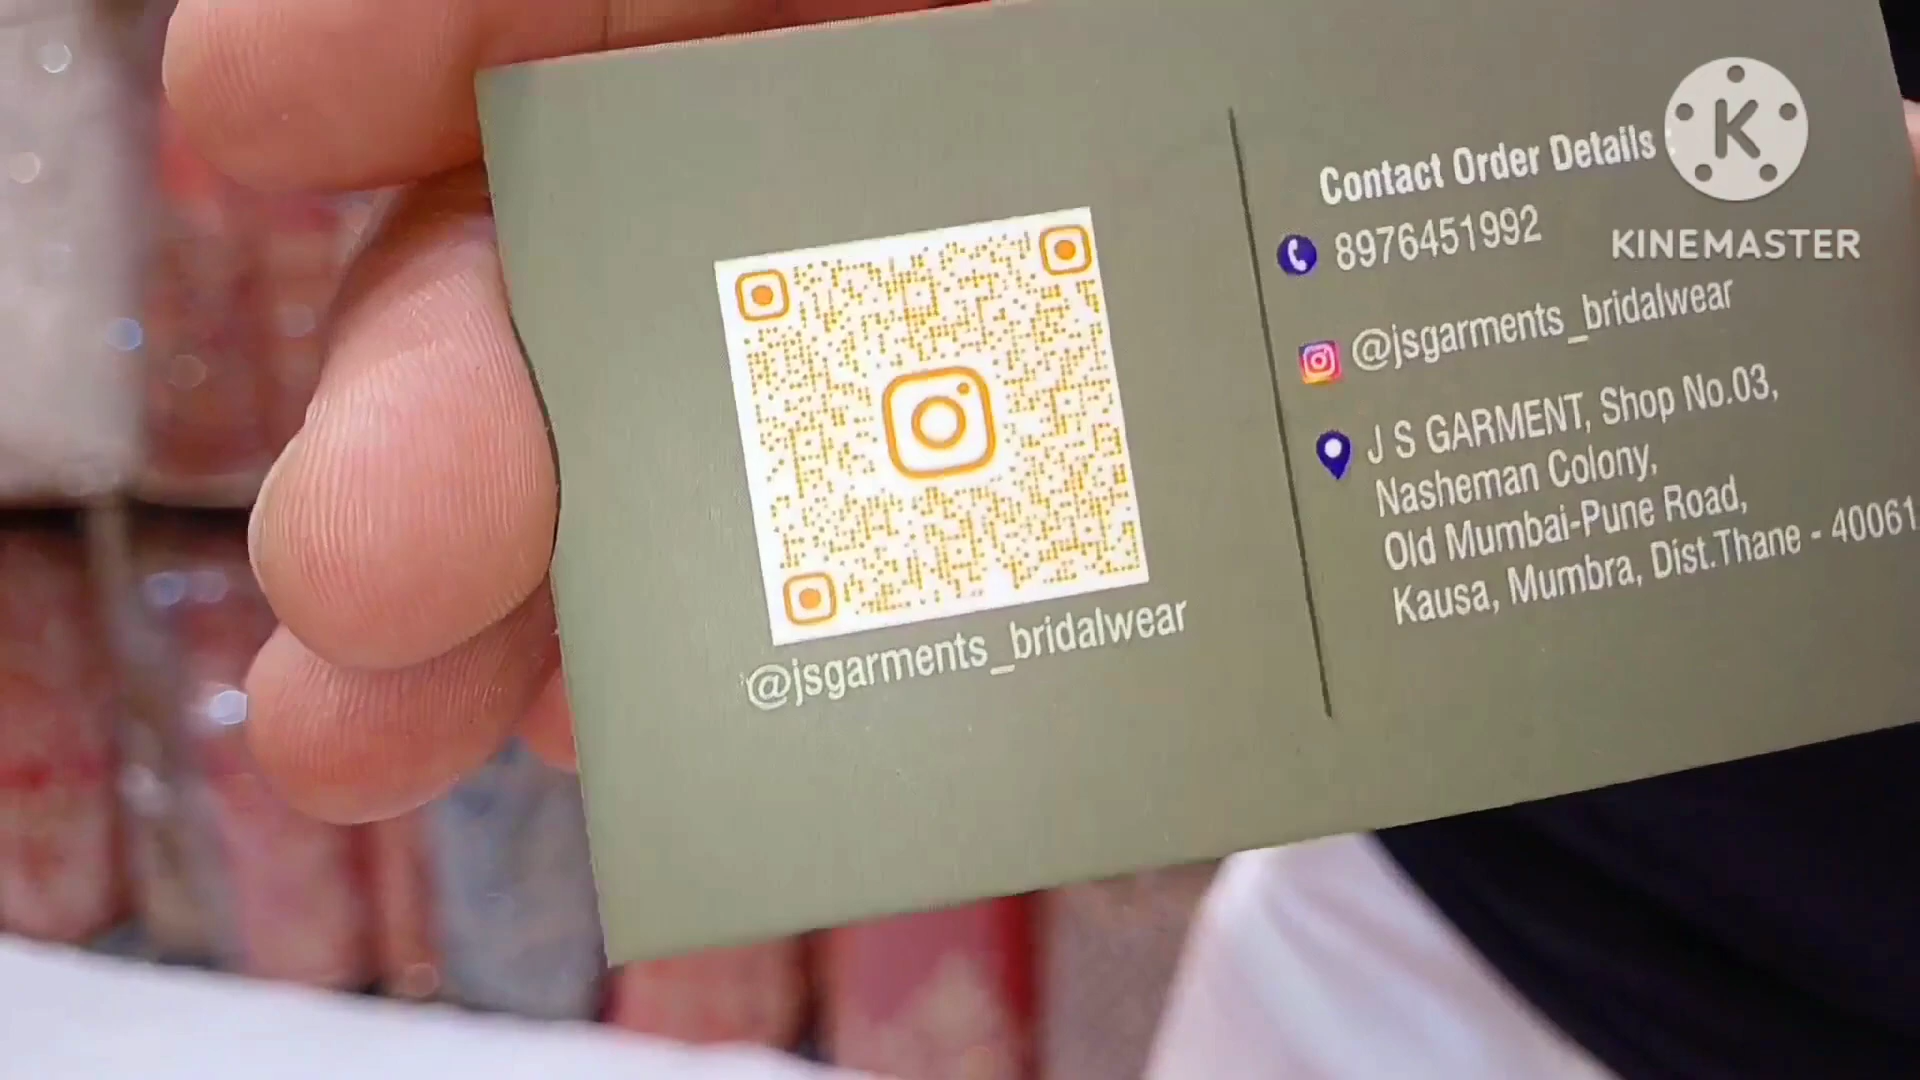 Contact Order Details :
8976451992
@jsgarments_bridalwear
J S GARMENT, Shop No.03,
Nasheman Colony,
Old Mumbai-Pune Road,
Kausa, Mumbra, Dist.Thane - 40061
@jsgarments_bridalwear
K
KINEMASTER